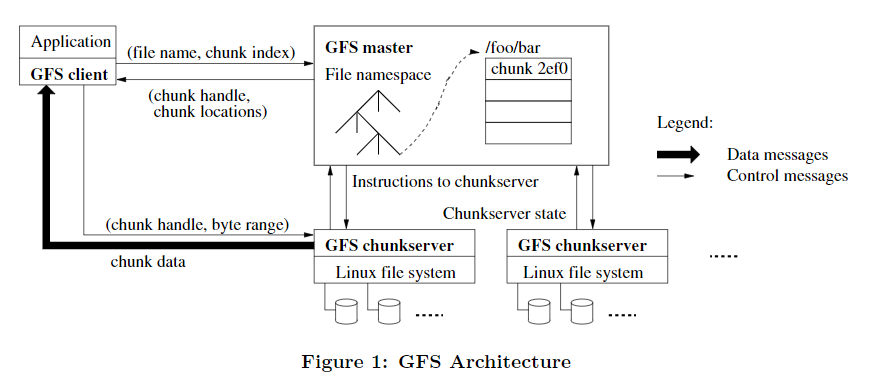 Application
GFS client
(file name, chunk index)
(chunk handle,
chunk locations)
GFS master
File namespace
/foo/bar
chunk 2ef0
Legend:
Data messages
Control messages
Instructions to chunkserver
Chunkserver state
(chunk handle, byte range)
chunk data
GFS chunkserver
Linux file system
GFS chunkserver
Linux file system
Figure 1: GFS Architecture